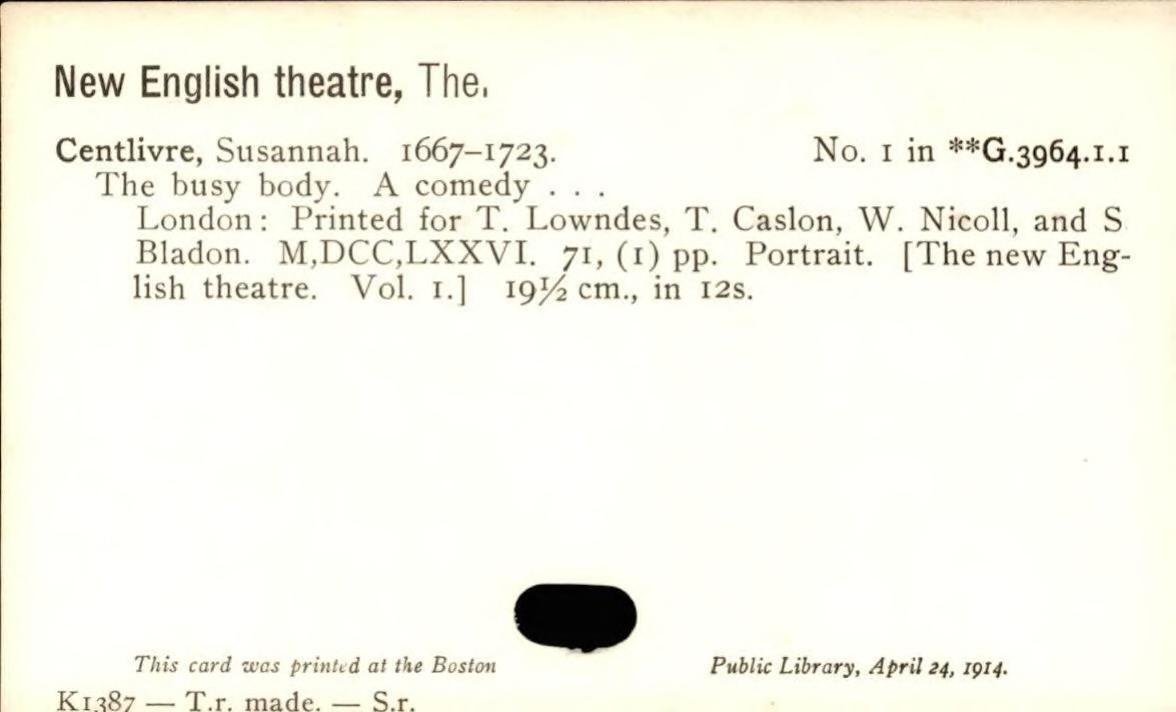 New English theatre, The.
Centlivre, Susannah. 1667–1723. No. 1 in **G.3964.1.1
The busy body. A comedy . . .
London: Printed for T. Lowndes, T. Caslon, W. Nicoll, and S
Bladon. M,DCC,LXXVI. 71, (1) pp. Portrait. [The new Eng-
lish theatre. Vol. 1.] 19½ cm., in 12s.
This card was printed at the Boston Public Library, April 24, 1914.
K1387 — T.r. made. — S.r.